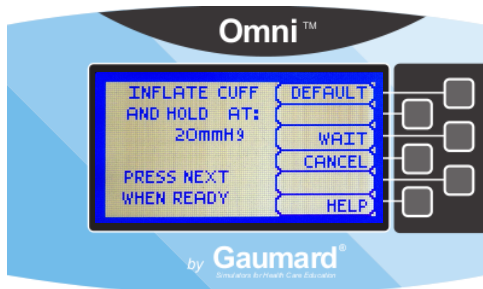 Omni™
INFLATE CUFF
AND HOLD AT:
20mmHg
PRESS NEXT
WHEN READY
DEFAULT
WAIT
CANCEL
HELP
by Gaumard®
Simulators for Health Care Education